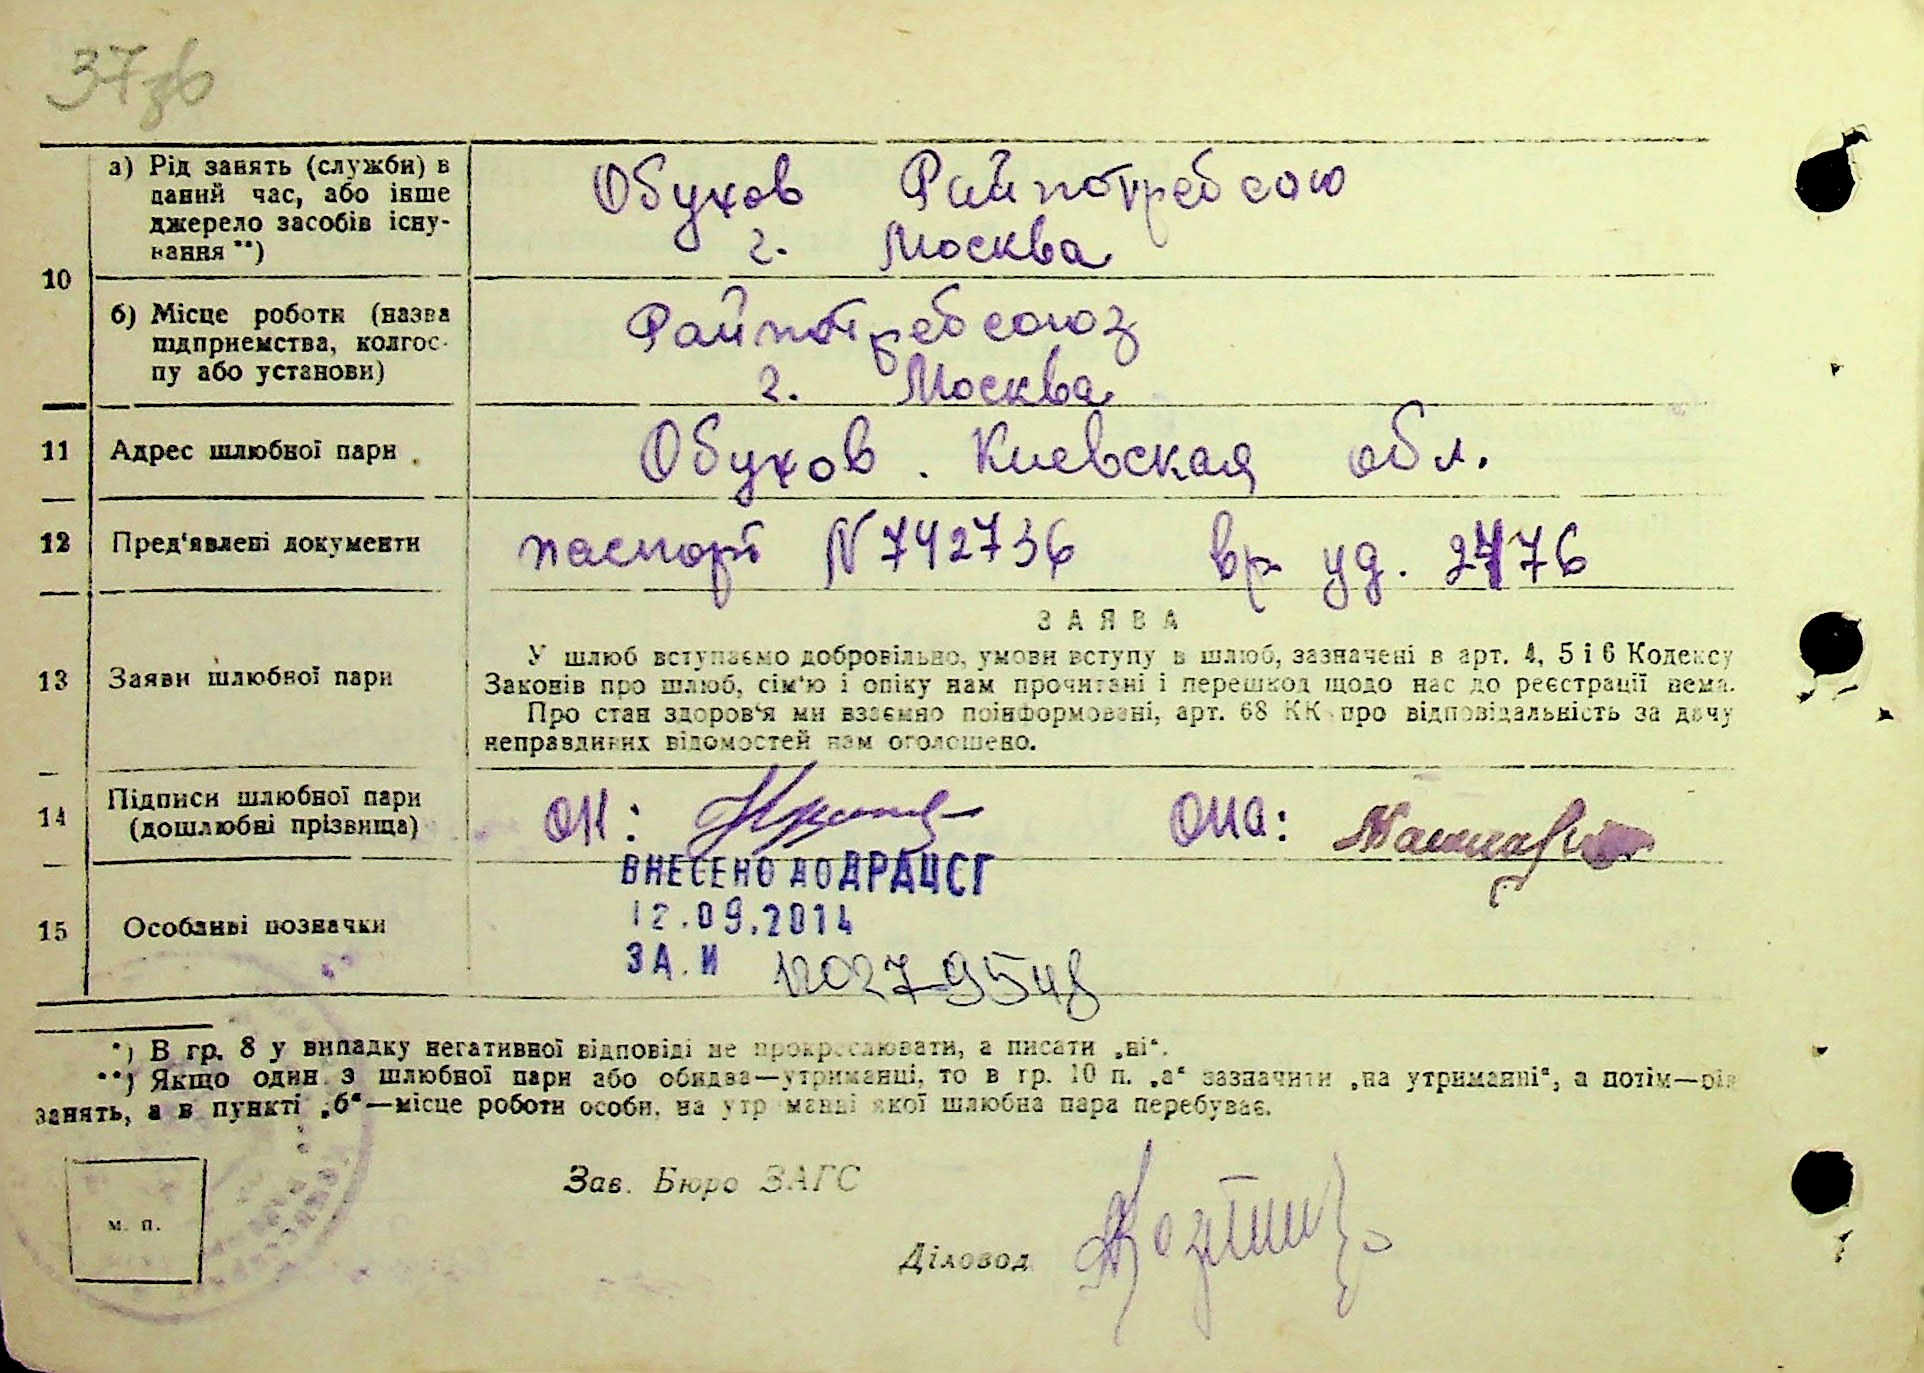 37зв
10
а) Рід занять (служби) в
даний час, або інше
джерело засобів існу-
вання **)
Обухов Райпотребсою
г. Москва
б) Місце роботи (назва
підприємства, колгос-
пу або установи)
Райпотребсоюз
г. Москва
11 Адрес шлюбної пари Обухов. Киевская обл.
12 Пред'явлені документи паспорт N 742736 вр уд. 2476
13 Заяви шлюбної пари
ЗАЯВА
У шлюб вступаємо добровільно, умови вступу в шлюб, зазначені в арт. 4, 5 і 6 Кодексу
Законів про шлюб, сім'ю і опіку нам прочитані і перешкод щодо нас до реєстрації нема.
Про стан здоров'я ми взаємно поінформовані, арт. 68 КК про відповідальність за дачу
неправдивих відомостей нам оголошено.
14 Підписи шлюбної пари
(дошлюбні прізвища)
он: она:
15 Особливі позначки
ВНЕСЕНО ДО ДРАЦСГ
12.09.2014
ЗА. И 12027-9548
*) В гр. 8 у випадку негативної відповіді не прокреслювати, а писати „ні“.
**) Якщо один з шлюбної пари або обидва—утриманці, то в гр. 10 п. „а“ зазначити „на утриманні“, а потім—рід
занять, а в пункті „б“—місце роботи особи, на утриманні якої шлюбна пара перебуває.
м. п.
Зав. Бюро ЗАГС
Діловод